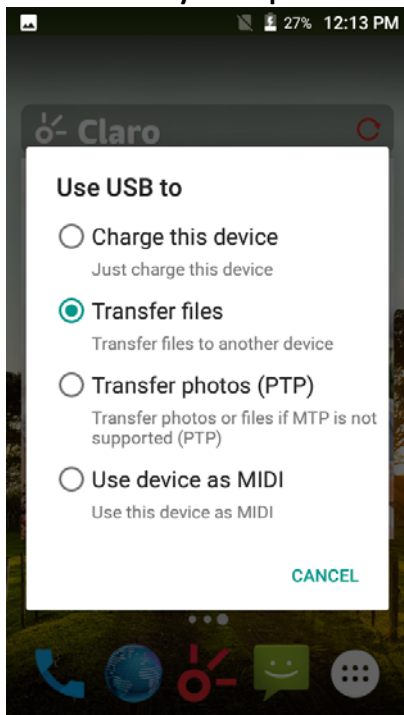 27% 12:13 PM
Claro
Use USB to
Charge this device
Just charge this device
Transfer files
Transfer files to another device
Transfer photos (PTP)
Transfer photos or files if MTP is not
supported (PTP)
Use device as MIDI
Use this device as MIDI
CANCEL